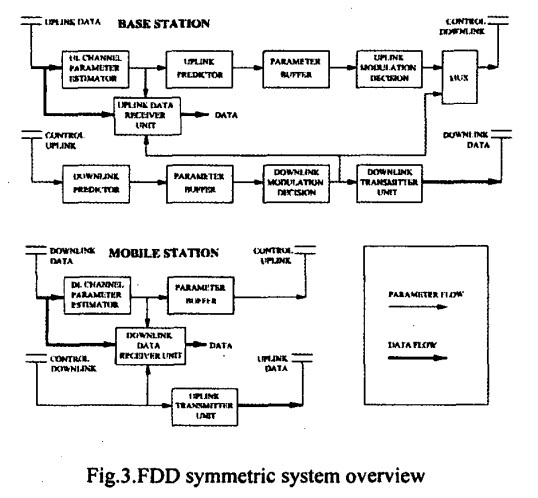 UPLINK DATA
BASE STATION
CONTROL
DOWNLINK
UL CHANNEL
PARAMETER
ESTIMATOR
UPLINK
PREDICTOR
PARAMETER
BUFFER
UPLINK
MODULATION
DECISION
MUX
UPLINK DATA
RECEIVER
UNIT
DATA
CONTROL
UPLINK
DOWNLINK
DATA
DOWNLINK
PREDICTOR
PARAMETER
BUFFER
DOWNLINK
MODULATION
DECISION
DOWNLINK
TRANSMITTER
UNIT
DOWNLINK
DATA
MOBILE STATION
CONTROL
UPLINK
DL CHANNEL
PARAMETER
ESTIMATOR
PARAMETER
BUFFER
DOWNLINK
DATA
RECEIVER UNIT
DATA
CONTROL
DOWNLINK
UPLINK
DATA
UPLINK
TRANSMITTER
UNIT
PARAMETER FLOW
DATA FLOW
Fig.3.FDD symmetric system overview